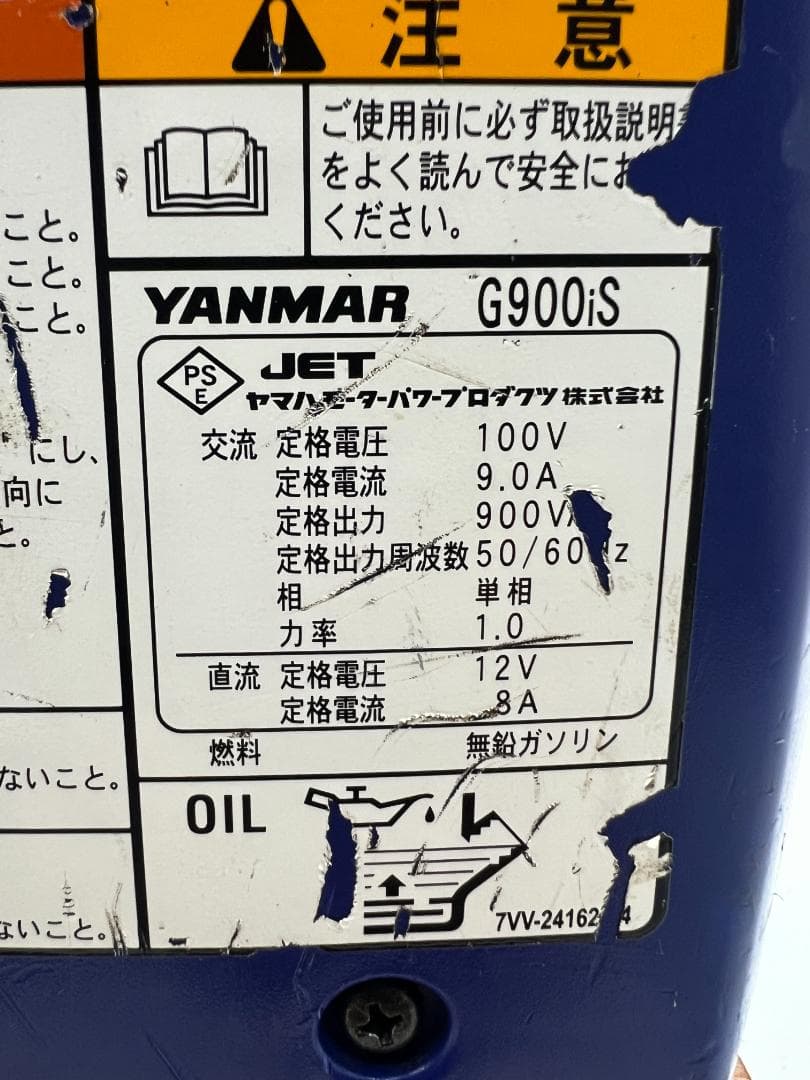 注意
ご使用前に必ず取扱説明
をよく読んで安全にお
ください。
こと。
こと。
こと。
にし、
向に
と。
ないこと。
ないこと。
YANMAR G900iS
PSE JET
ヤマハモーターパワープロダクツ株式会社
交流 定格電圧 100V
定格電流 9.0A
定格出力 900V
定格出力周波数 50/60 z
相 単相
力率 1.0
直流 定格電圧 12V
定格電流 8A
燃料 無鉛ガソリン
OIL
7VV-24162- 4